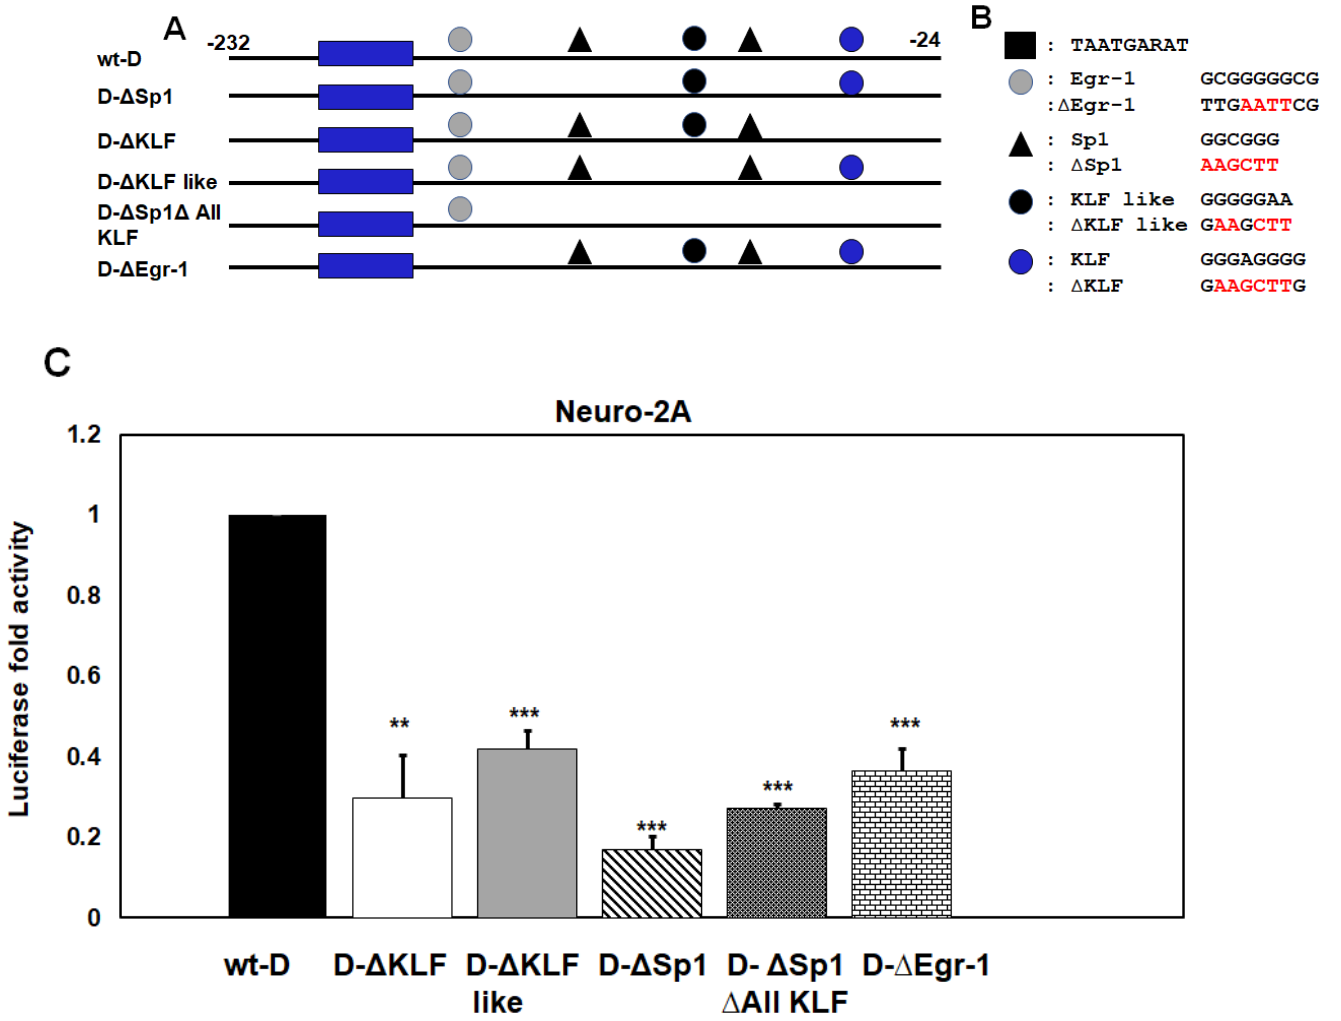 A
-232
-24
wt-D
D-ΔSp1
D-ΔKLF
D-ΔKLF like
D-ΔSp1Δ All
KLF
D-ΔEgr-1
B
: TAATGARAT
: Egr-1 GCGGGGGCG
:ΔEgr-1 TTGAATTCG
: Sp1 GGCGGG
: ΔSp1 AAGCTT
: KLF like GGGGGAA
: ΔKLF like GAAGCTT
: KLF GGGAGGGG
: ΔKLF GAAGCTTG
C
Neuro-2A
Luciferase fold activity
1.2
1
0.8
0.6
0.4
0.2
0
**
***
***
***
***
wt-D
D-ΔKLF
D-ΔKLF
like
D-ΔSp1
D- ΔSp1
ΔAll KLF
D-ΔEgr-1